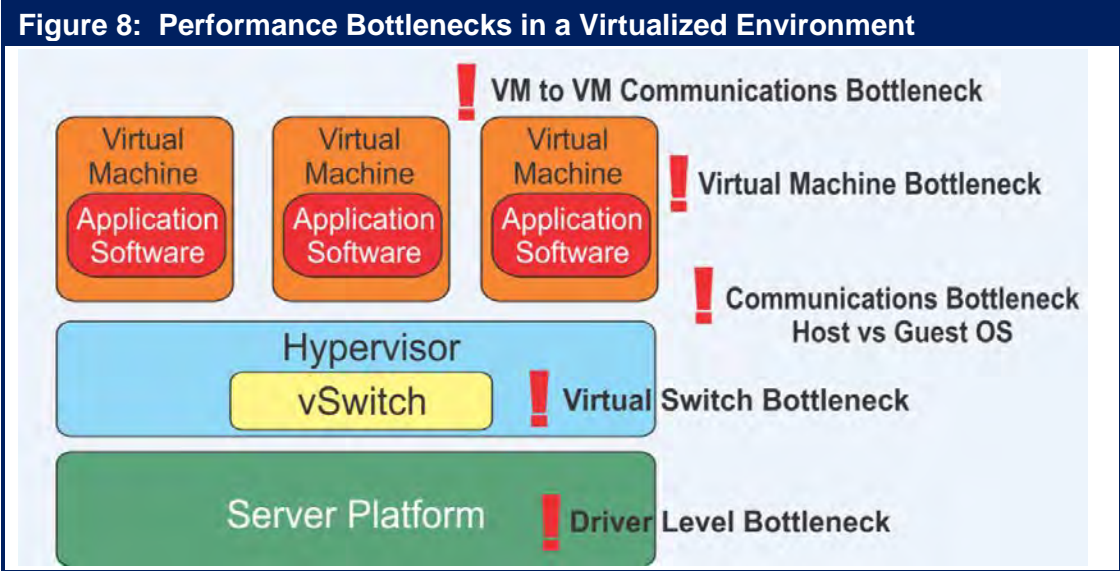 Figure 8: Performance Bottlenecks in a Virtualized Environment
VM to VM Communications Bottleneck
Virtual
Machine
Application
Software
Virtual
Machine
Application
Software
Virtual
Machine
Application
Software
Virtual Machine Bottleneck
Communications Bottleneck
Host vs Guest OS
Hypervisor
vSwitch
Virtual Switch Bottleneck
Server Platform
Driver Level Bottleneck